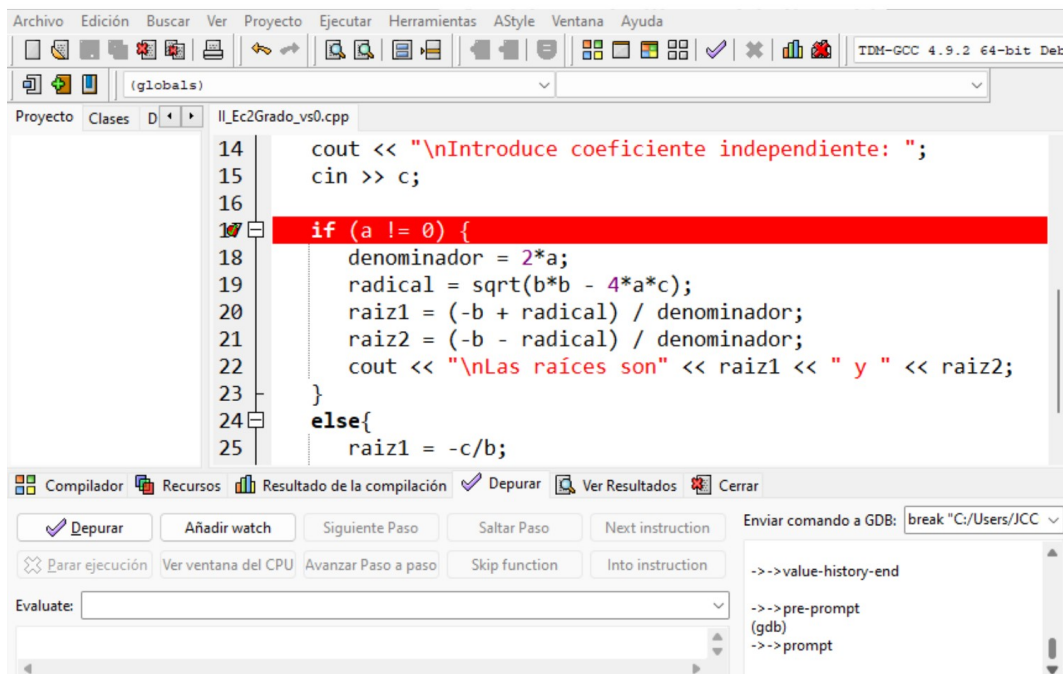 Archivo Edición Buscar Ver Proyecto Ejecutar Herramientas AStyle Ventana Ayuda
TDM-GCC 4.9.2 64-bit Deb
(globals)
Proyecto Clases D II_Ec2Grado_vs0.cpp
14 cout << "\nIntroduce coeficiente independiente: ";
15 cin >> c;
16
17 if (a != 0) {
18 denominador = 2*a;
19 radical = sqrt(b*b - 4*a*c);
20 raiz1 = (-b + radical) / denominador;
21 raiz2 = (-b - radical) / denominador;
22 cout << "\nLas raíces son" << raiz1 << " y " << raiz2;
23 }
24 else{
25 raiz1 = -c/b;
Compilador Recursos Resultado de la compilación Depurar Ver Resultados Cerrar
Depurar Añadir watch Siguiente Paso Saltar Paso Next instruction
Enviar comando a GDB: break "C:/Users/JCC
Parar ejecución Ver ventana del CPU Avanzar Paso a paso Skip function Into instruction
->->value-history-end
Evaluate:
->->pre-prompt
(gdb)
->->prompt